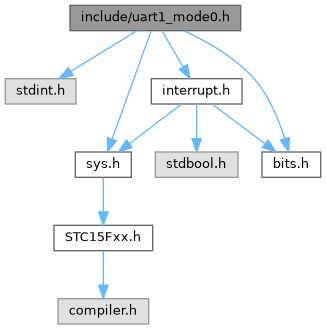 include/uart1_mode0.h
stdint.h
interrupt.h
sys.h
stdbool.h
bits.h
STC15Fxx.h
compiler.h